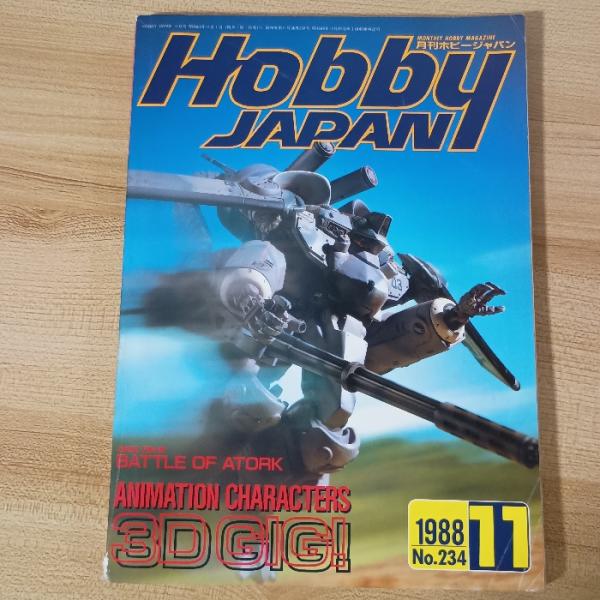 MONTHLY HOBBY MAGAZINE
月刊ホビージャパン
Hobby
JAPAN
BATTLE OF ATORK
ANIMATION CHARACTERS
3D GIG!
1988
No.234
11